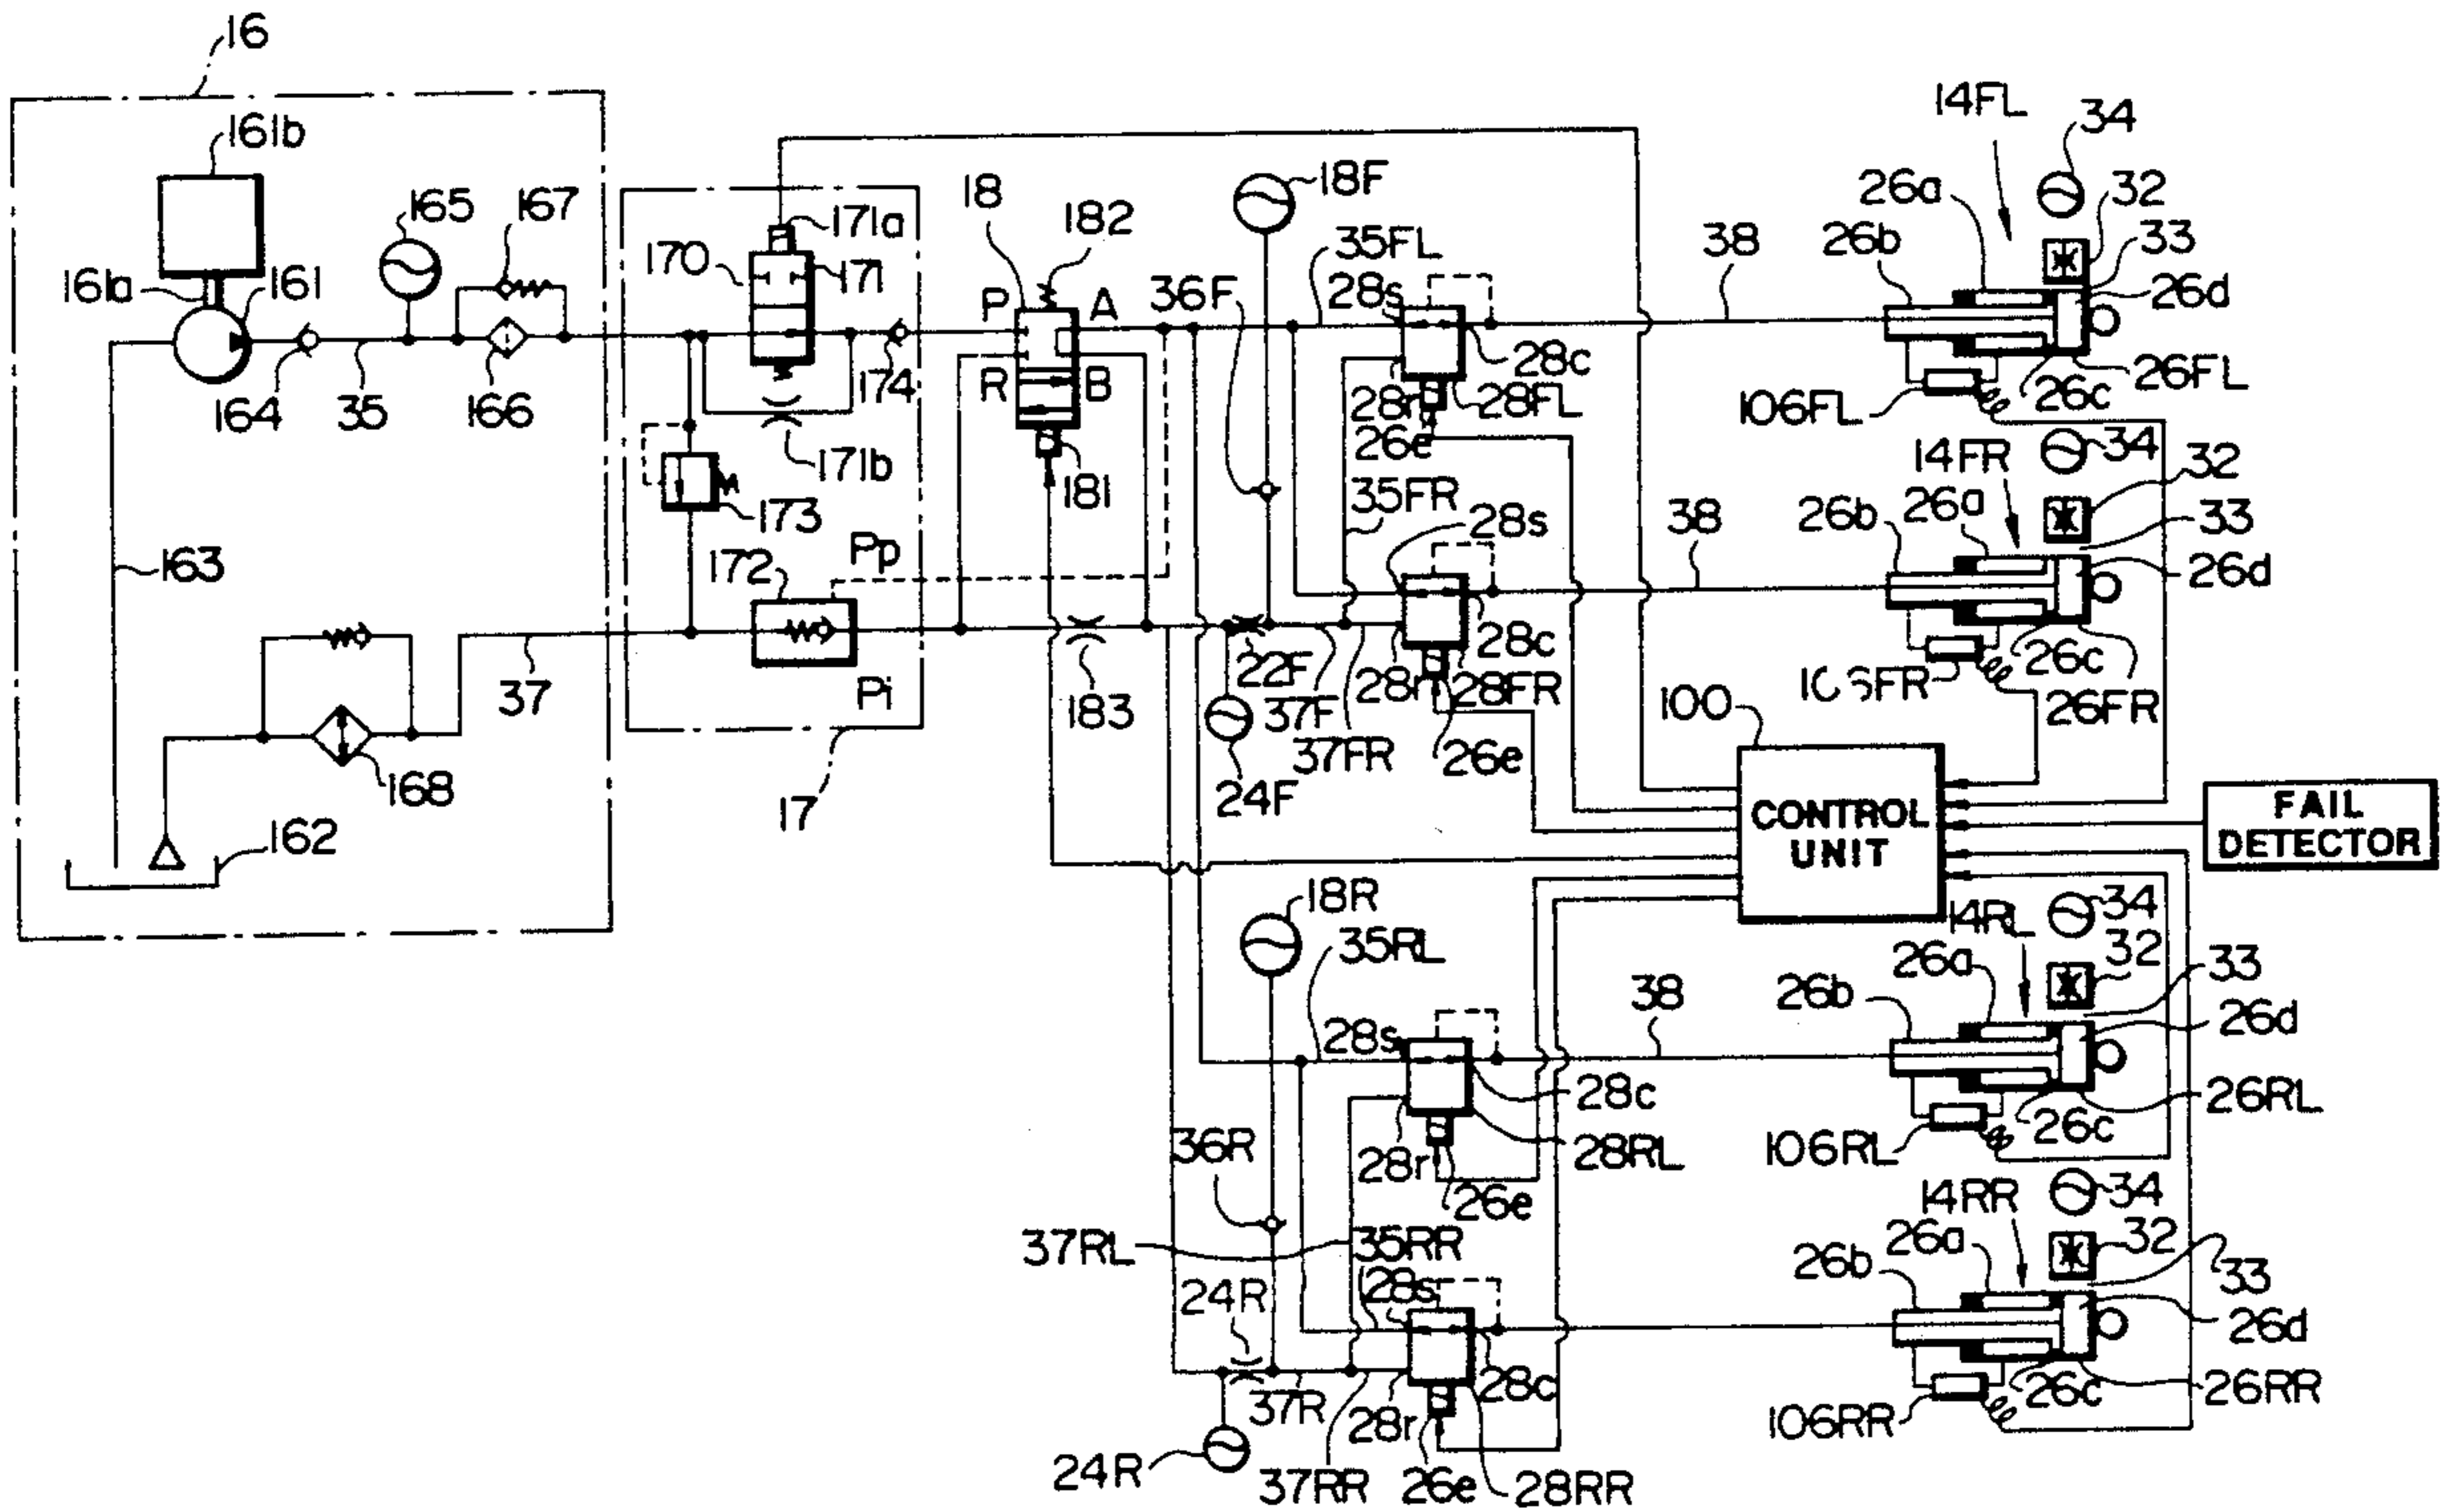 16
161b
165
167
161a
161
164
35
166
163
37
168
162
170
171a
171
174
171b
173
172
Pp
Pi
17
18
182
P
A
R
B
181
183
18F
36F
35FL
28s
28c
28r
28FL
26e
35FR
28s
28c
28r
28FR
26e
22F
37F
37FR
24F
38
38
14FL
34
26a
32
26b
33
26d
26c
26FL
106FL
14FR
34
32
26a
26b
33
26d
26c
26FR
100
CONTROL
UNIT
FAIL
DETECTOR
18R
35RL
28s
28c
28r
28RL
26e
36R
37RL
35RR
28s
24R
28c
28r
37R
24R
37RR
26e
28RR
38
14RL
34
32
26a
26b
33
26d
26c
26RL
106RL
14RR
34
32
26a
26b
33
26d
26c
26RR
106RR